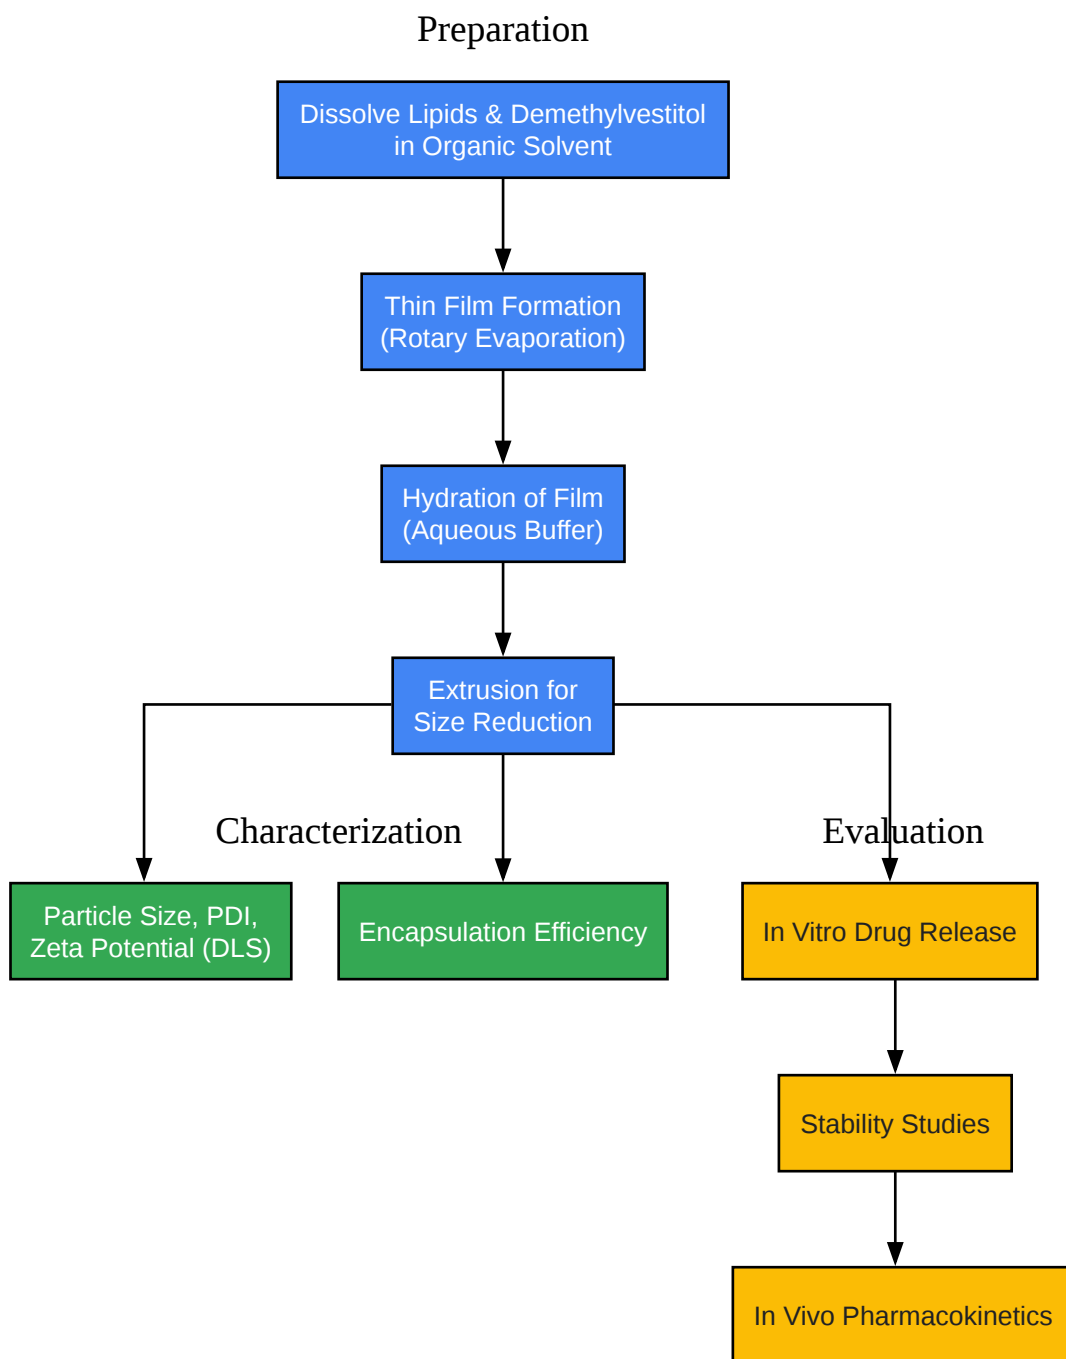 Preparation
Dissolve Lipids & Demethylvestitol
in Organic Solvent
Thin Film Formation
(Rotary Evaporation)
Hydration of Film
(Aqueous Buffer)
Extrusion for
Size Reduction
Characterization
Evaluation
Particle Size, PDI,
Zeta Potential (DLS)
Encapsulation Efficiency
In Vitro Drug Release
Stability Studies
In Vivo Pharmacokinetics